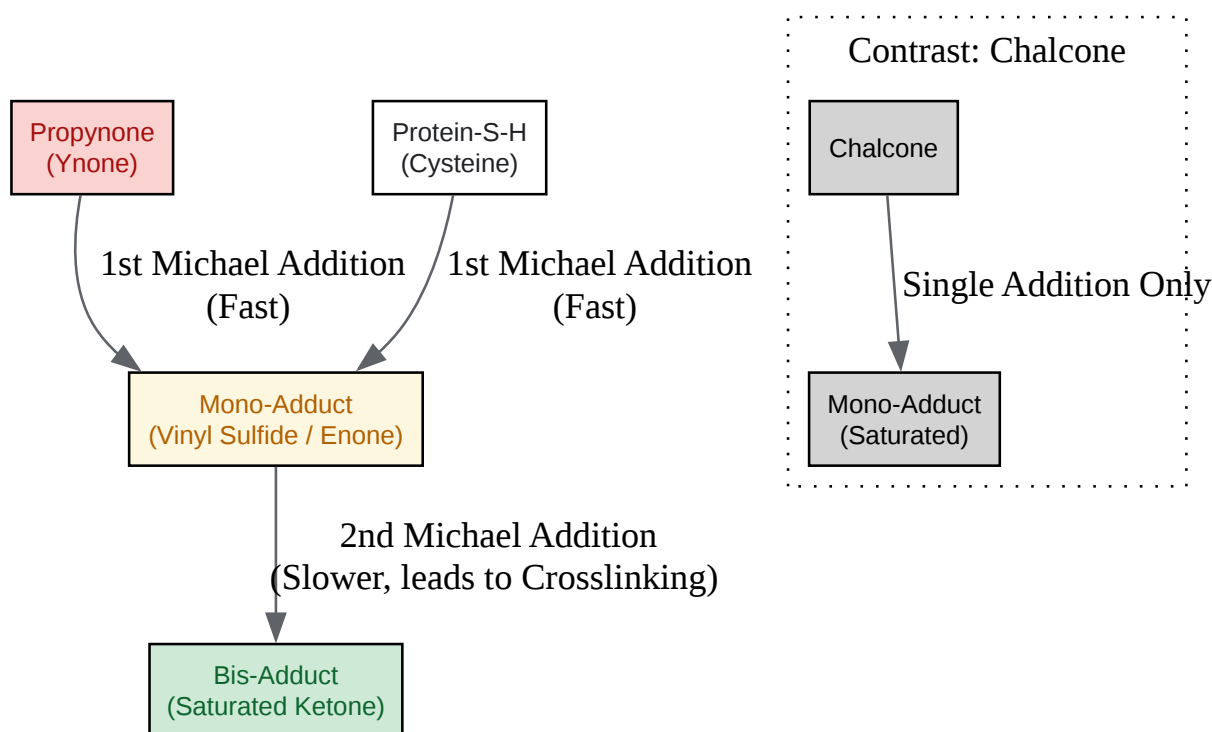 Contrast: Chalcone
Propynone
(Ynone)
Protein-S-H
(Cysteine)
Chalcone
1st Michael Addition
(Fast)
1st Michael Addition
(Fast)
Single Addition Only
Mono-Adduct
(Vinyl Sulfide / Enone)
Mono-Adduct
(Saturated)
2nd Michael Addition
(Slower, leads to Crosslinking)
Bis-Adduct
(Saturated Ketone)